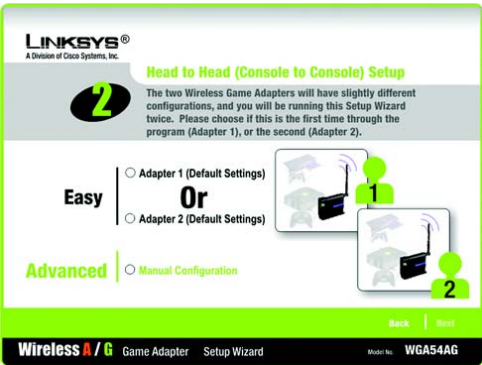 LINKSYS®
A Division of Cisco Systems, Inc.
2
Head to Head (Console to Console) Setup
The two Wireless Game Adapters will have slightly different
configurations, and you will be running this Setup Wizard
twice. Please choose if this is the first time through the
program (Adapter 1), or the second (Adapter 2).
Easy
Adapter 1 (Default Settings)
Or
Adapter 2 (Default Settings)
1
2
Advanced
Manual Configuration
Back
Next
Wireless A / G Game Adapter Setup Wizard
Model No. WGA54AG